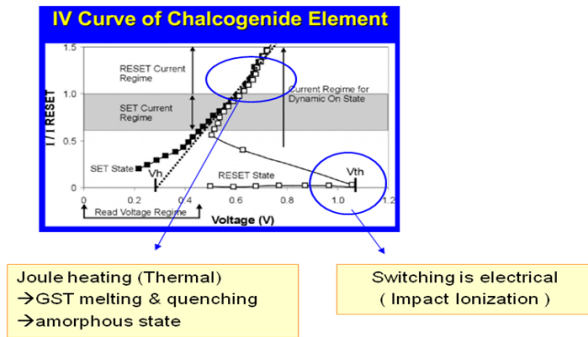 IV Curve of Chalcogenide Element
1.5
RESET Current
Regime
Current Regime for
Dynamic On State
1.0
SET Current
Regime
I / I RESET
0.5
SET State
Vh
RESET State
Vth
0
0
0.2
0.4
0.6
0.8
1.0
1.2
Read Voltage Regime
Voltage (V)
Joule heating (Thermal)
→GST melting & quenching
→amorphous state
Switching is electrical
( Impact Ionization )